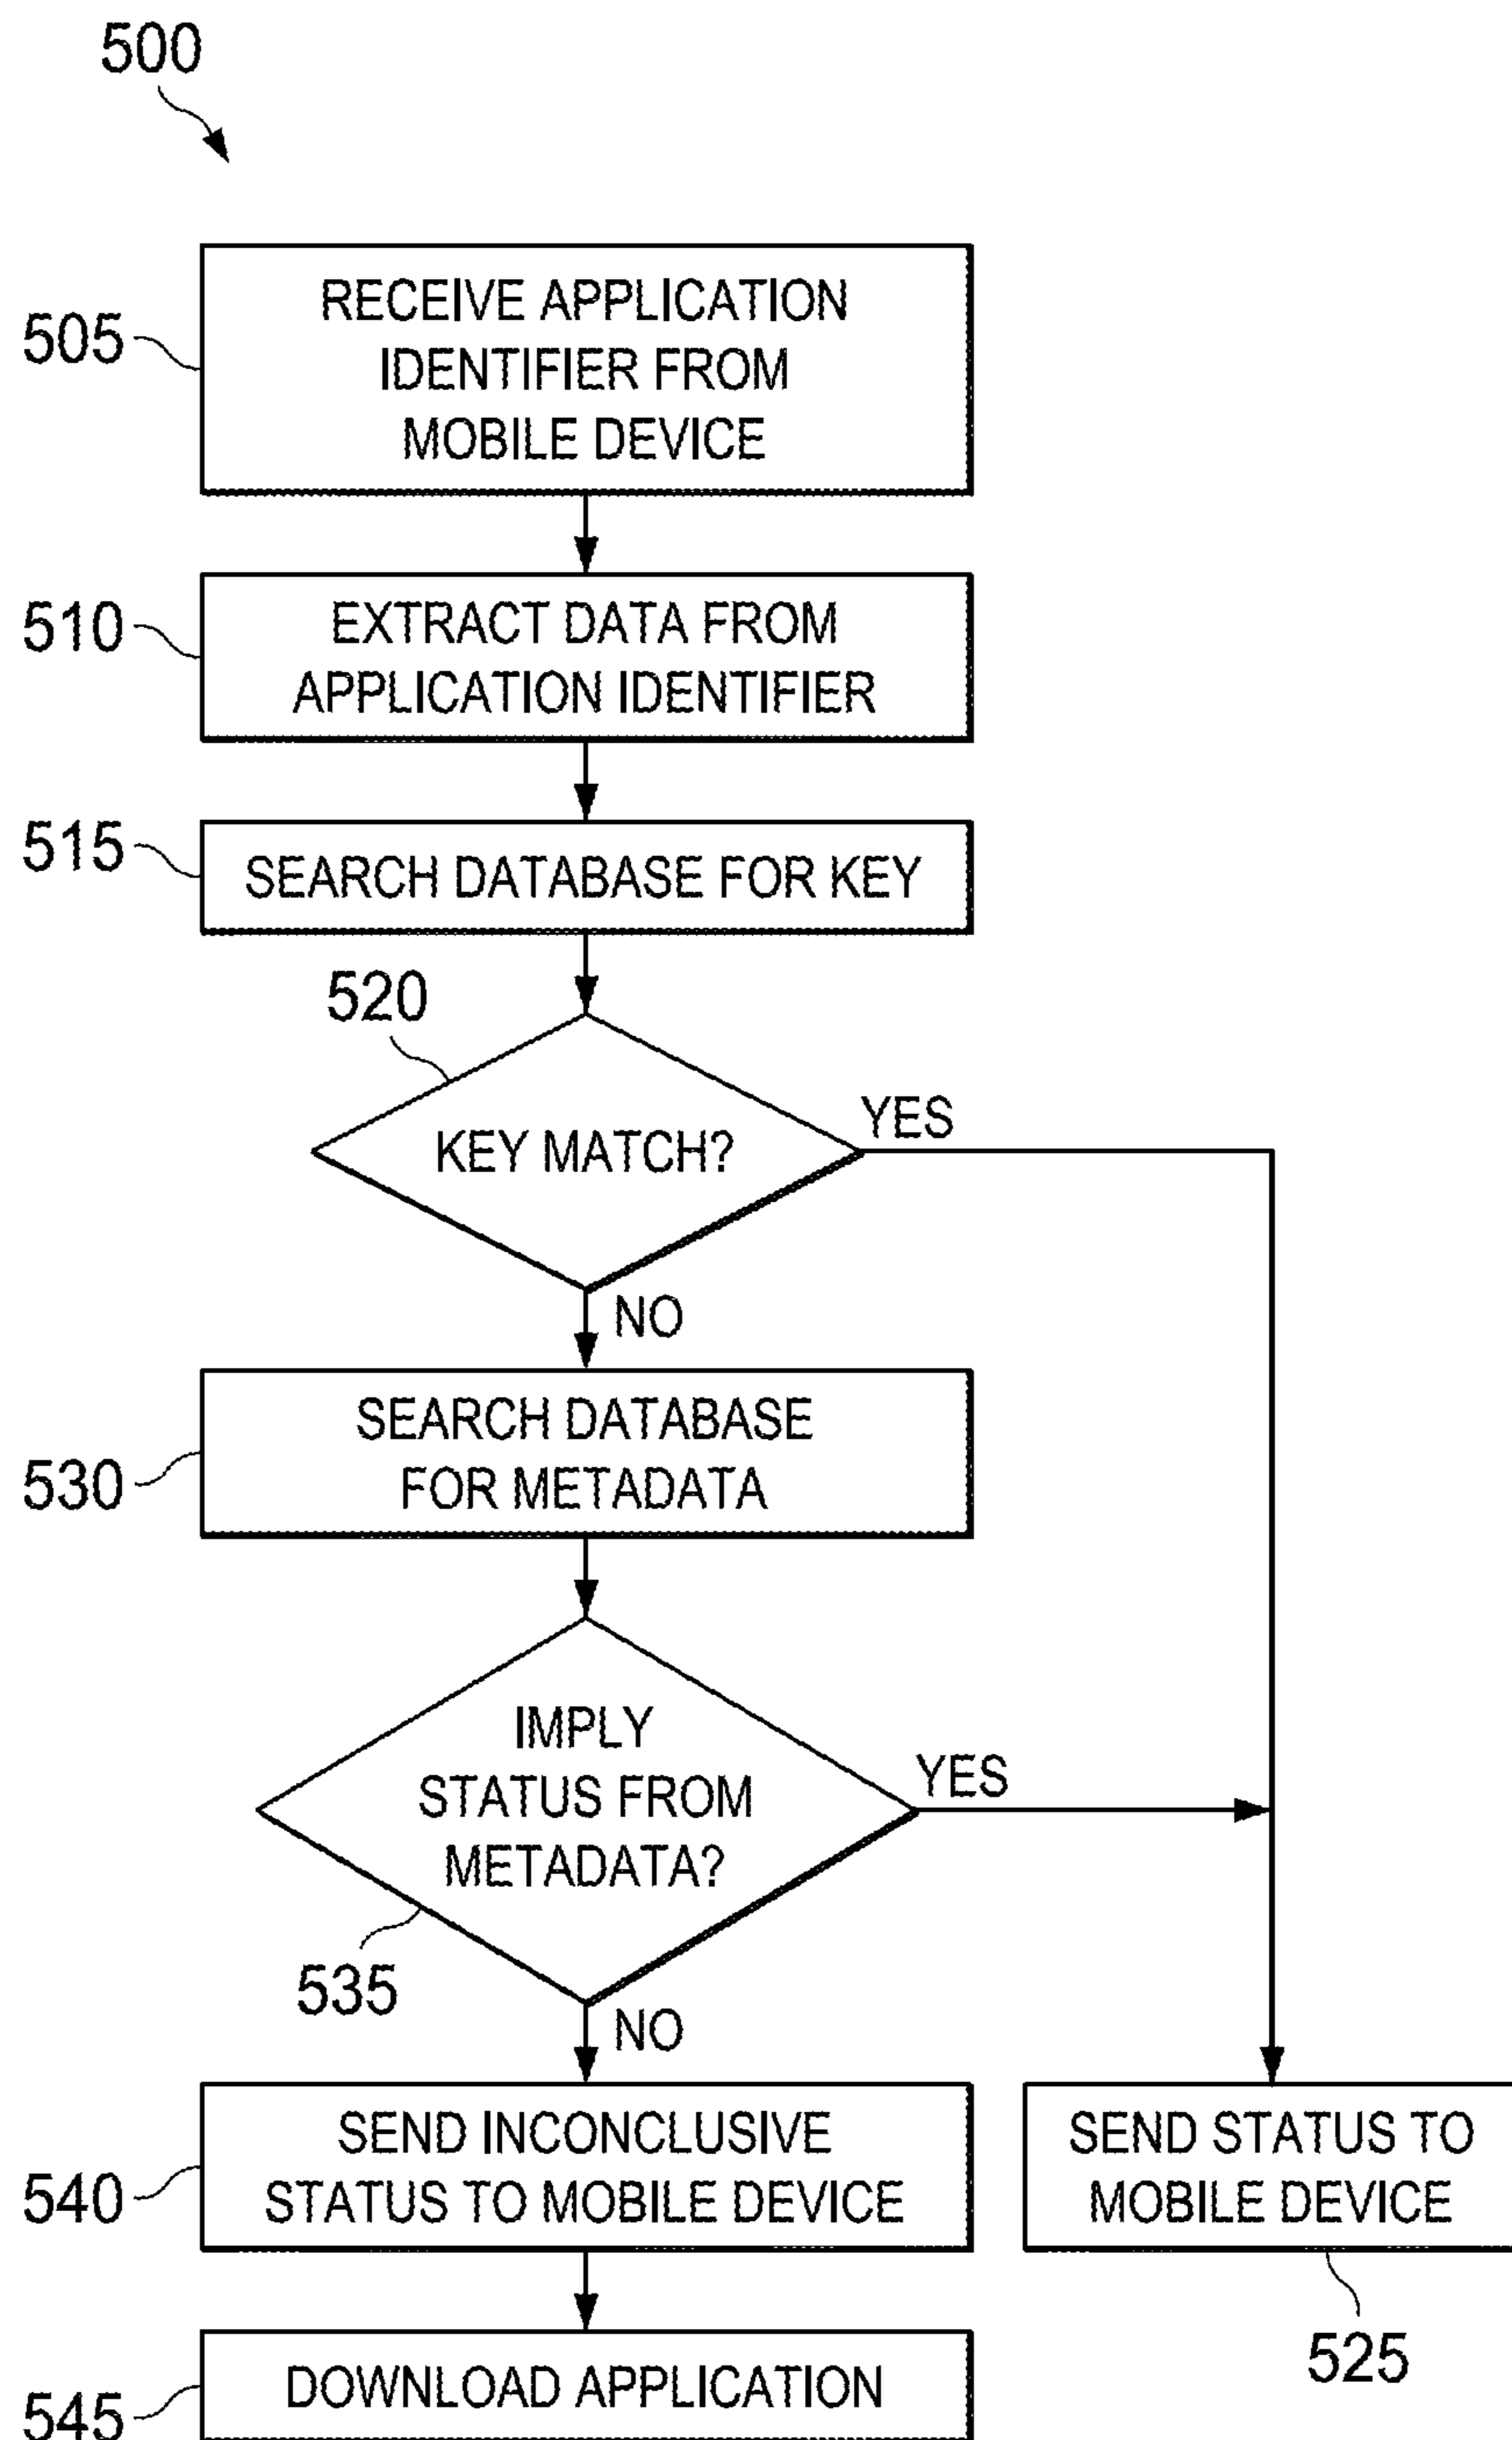 500
505
RECEIVE APPLICATION
IDENTIFIER FROM
MOBILE DEVICE
510
EXTRACT DATA FROM
APPLICATION IDENTIFIER
515
SEARCH DATABASE FOR KEY
520
KEY MATCH?
YES
NO
530
SEARCH DATABASE
FOR METADATA
IMPLY
STATUS FROM
METADATA?
YES
535
NO
540
SEND INCONCLUSIVE
STATUS TO MOBILE DEVICE
SEND STATUS TO
MOBILE DEVICE
525
545
DOWNLOAD APPLICATION